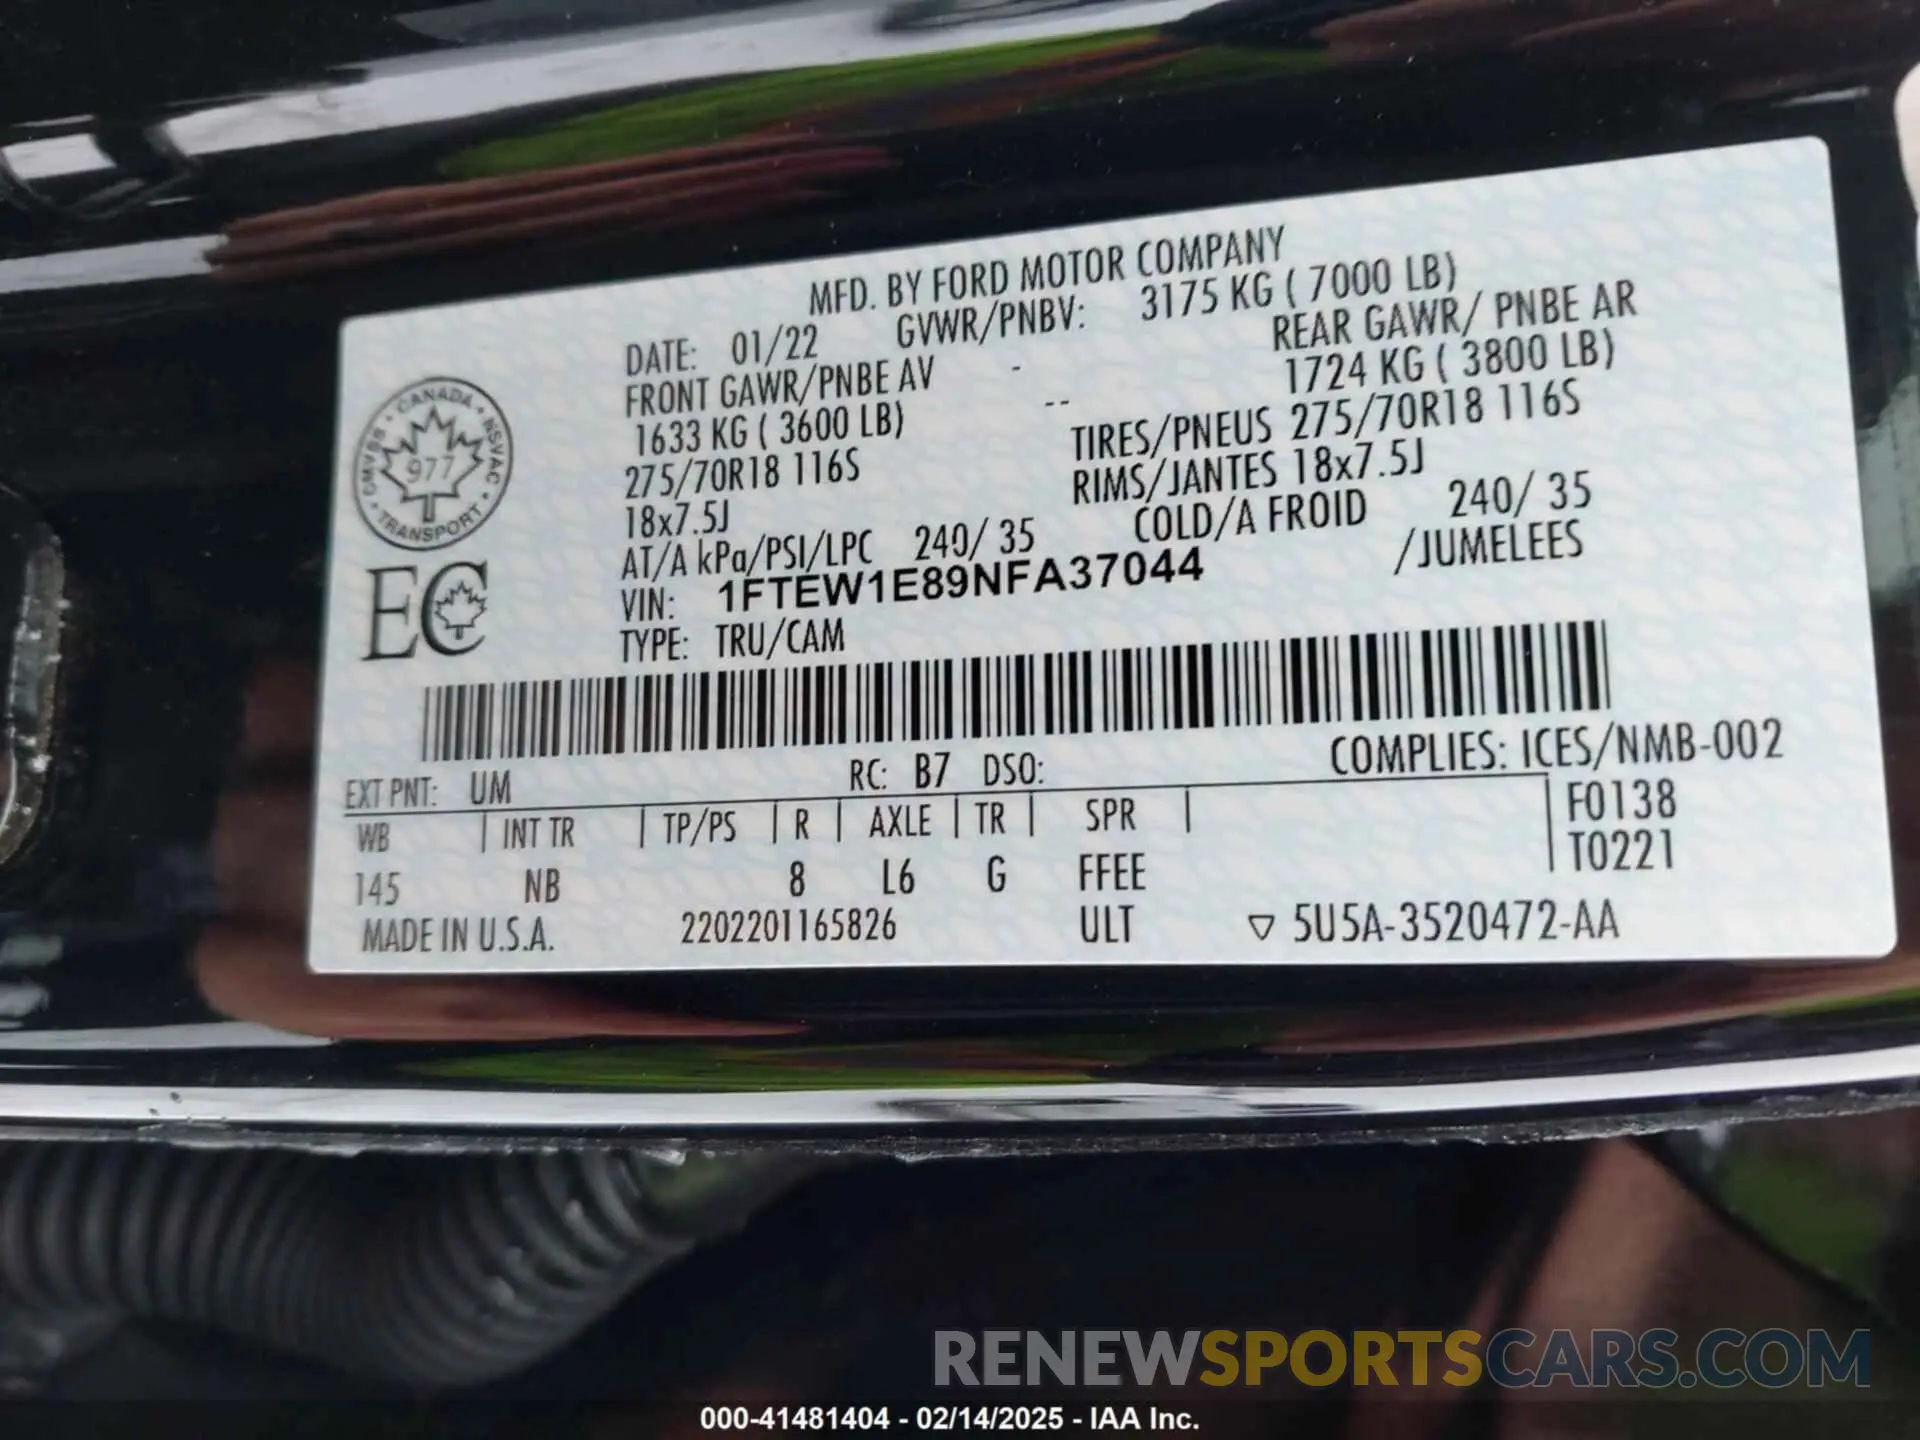 MFD. BY FORD MOTOR COMPANY
DATE: 01/22 GVWR/PNBV: 3175 KG ( 7000 LB)
FRONT GAWR/PNBE AV - REAR GAWR/ PNBE AR
1633 KG ( 3600 LB) -- 1724 KG ( 3800 LB)
275/70R18 116S TIRES/PNEUS 275/70R18 116S
18x7.5J RIMS/JANTES 18x7.5J
AT/A kPa/PSI/LPC 240/ 35 COLD/A FROID 240/ 35
VIN: 1FTEW1E89NFA37044 /JUMELEES
TYPE: TRU/CAM
CANADA • NSVAC • TRANSPORT • CMVSS
977
EC
COMPLIES: ICES/NMB-002
EXT PNT: UM RC: B7 DSO:
WB | INT TR | TP/PS | R | AXLE | TR | SPR | F0138
T0221
145 NB 8 L6 G FFEE
MADE IN U.S.A. 2202201165826 ULT ▽ 5U5A-3520472-AA
RENEWSPORTSCARS.COM
000-41481404 - 02/14/2025 - IAA Inc.